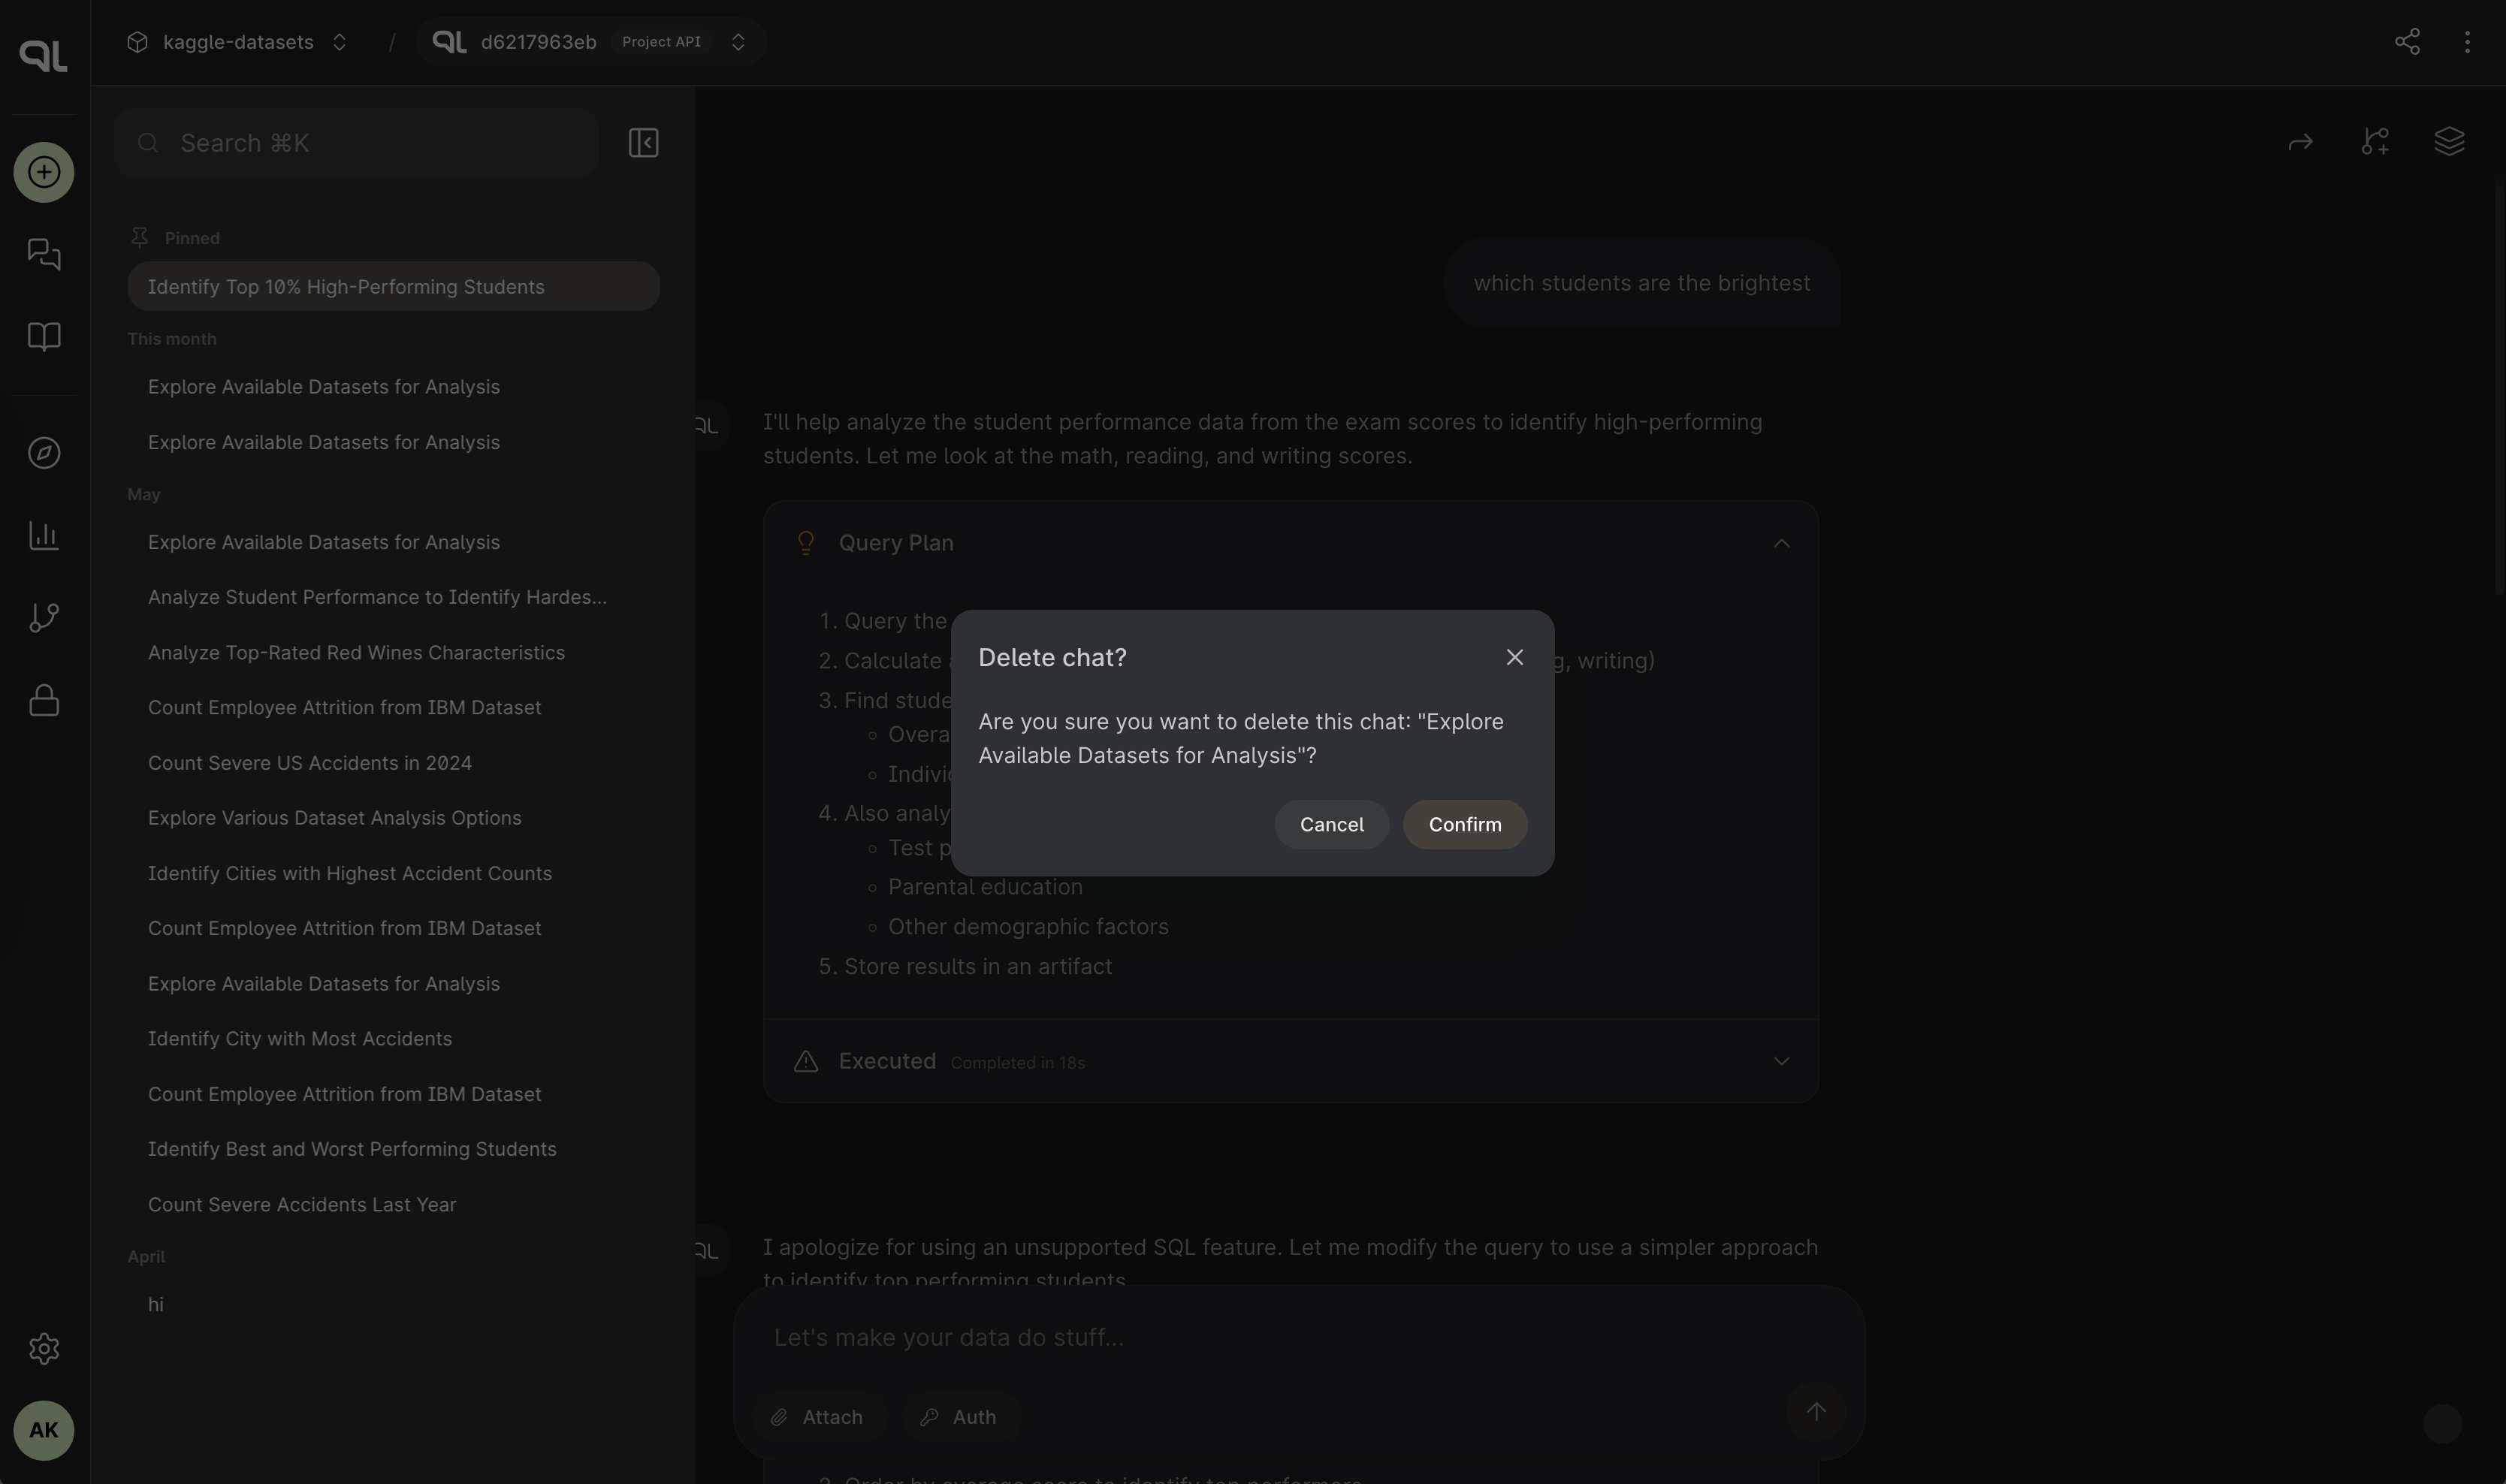 kaggle-datasets / QL d6217963eb Project API
Search ⌘K
Pinned
Identify Top 10% High-Performing Students
This month
Explore Available Datasets for Analysis
Explore Available Datasets for Analysis
May
Explore Available Datasets for Analysis
Analyze Student Performance to Identify Hardes...
Analyze Top-Rated Red Wines Characteristics
Count Employee Attrition from IBM Dataset
Count Severe US Accidents in 2024
Explore Various Dataset Analysis Options
Identify Cities with Highest Accident Counts
Count Employee Attrition from IBM Dataset
Explore Available Datasets for Analysis
Identify City with Most Accidents
Count Employee Attrition from IBM Dataset
Identify Best and Worst Performing Students
Count Severe Accidents Last Year
April
hi
AK
which students are the brightest
I'll help analyze the student performance data from the exam scores to identify high-performing
students. Let me look at the math, reading, and writing scores.
Query Plan
1. Query the
2. Calculate
writing)
3. Find
4. Also
Test
Parental education
Other demographic factors
5. Store results in an artifact
Executed Completed in 18s
Delete chat?
Are you sure you want to delete this chat: "Explore
Available Datasets for Analysis"?
Cancel Confirm
I apologize for using an unsupported SQL feature. Let me modify the query to use a simpler approach
to identify top performing students
Let's make your data do stuff...
Attach Auth
Order by average score to identify top performers